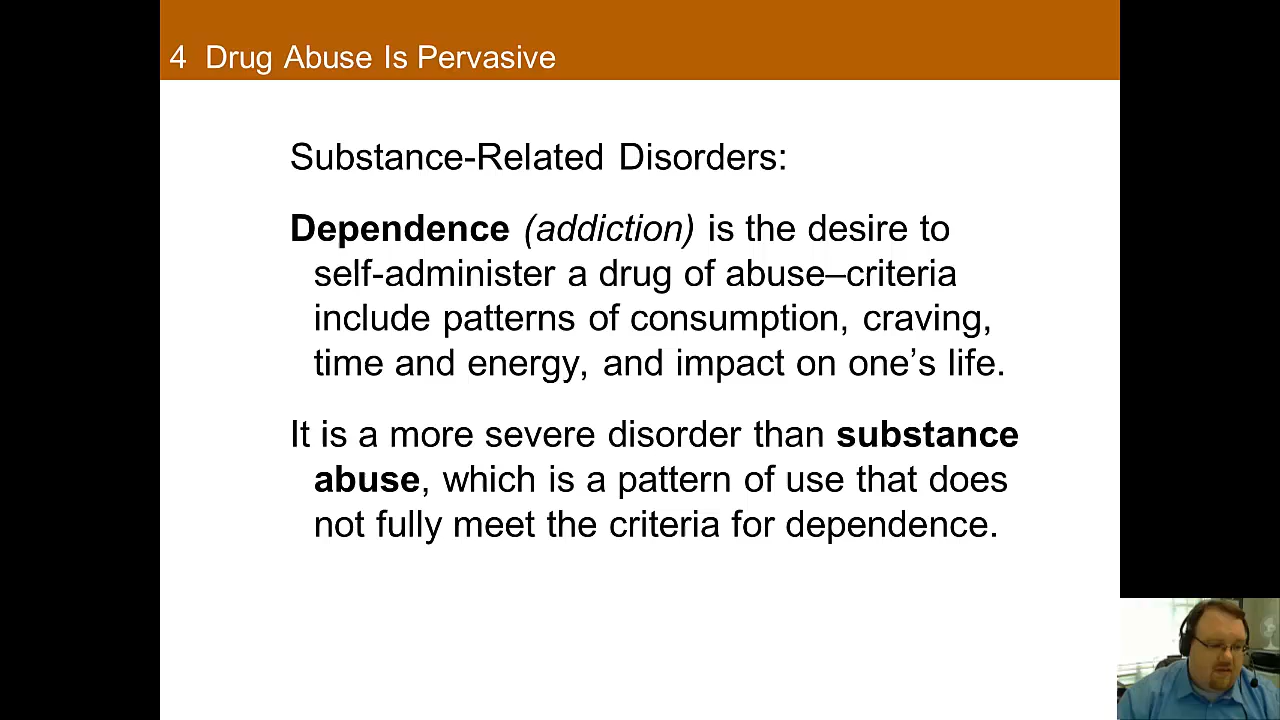 4 Drug Abuse Is Pervasive
Substance-Related Disorders:
Dependence (addiction) is the desire to
self-administer a drug of abuse–criteria
include patterns of consumption, craving,
time and energy, and impact on one’s life.
It is a more severe disorder than substance
abuse, which is a pattern of use that does
not fully meet the criteria for dependence.